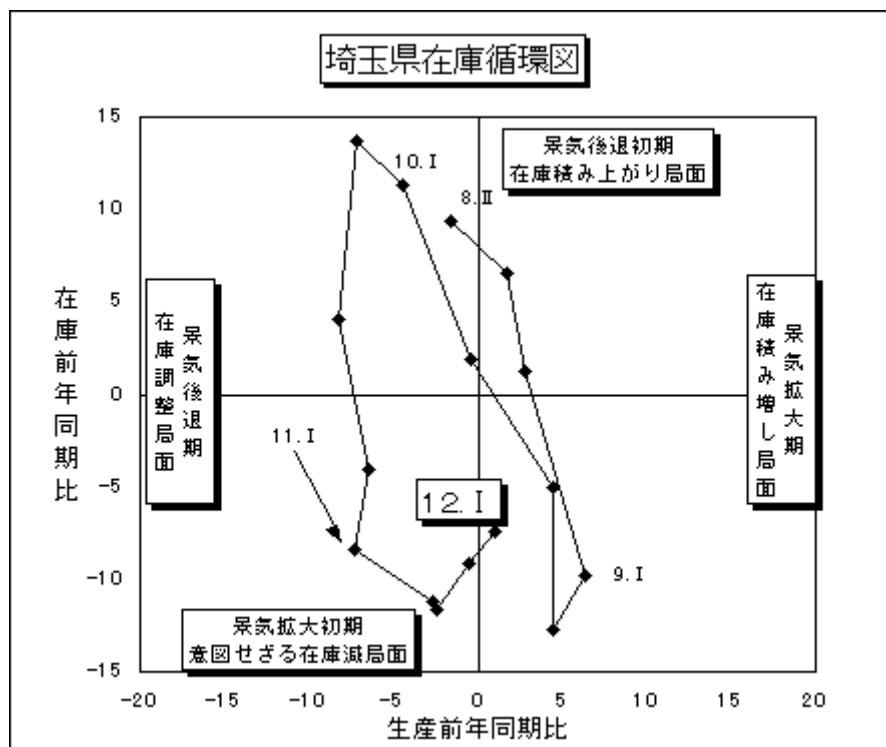 埼玉県在庫循環図
15
10
5
0
-5
-10
-15
在庫前年同期比
景気後退初期
在庫積み上がり局面
10.Ⅰ
8.Ⅱ
景気後退期
在庫調整局面
景気拡大期
在庫積み増し局面
11.Ⅰ
12.Ⅰ
9.Ⅰ
景気拡大初期
意図せざる在庫減局面
-20 -15 -10 -5 0 5 10 15 20
生産前年同期比